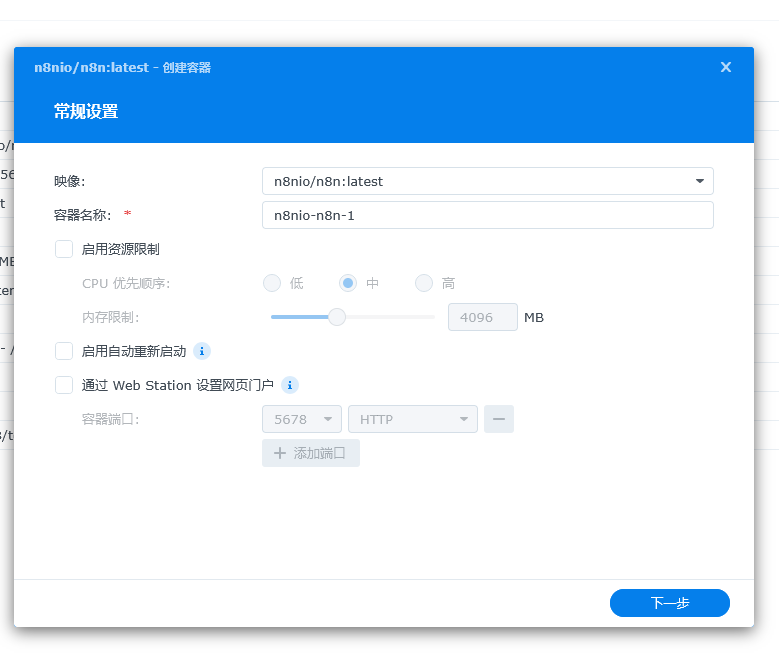 n8nio/n8n:latest - 创建容器
常规设置
映像: n8nio/n8n:latest
容器名称: * n8nio-n8n-1
启用资源限制
CPU 优先顺序: 低 中 高
内存限制: 4096 MB
启用自动重新启动
通过 Web Station 设置网页门户
容器端口: 5678 HTTP
添加端口
下一步